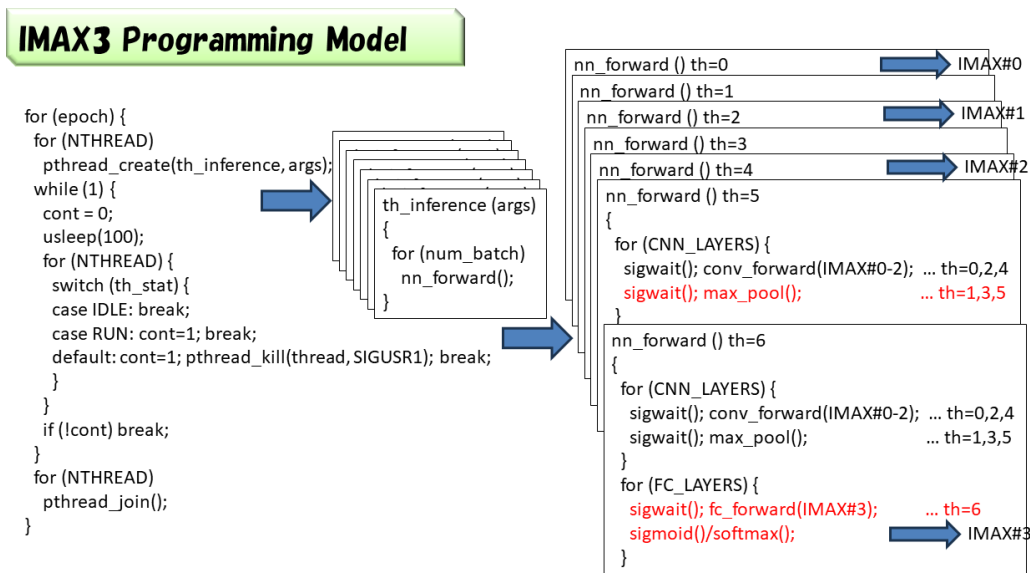 IMAX3 Programming Model
for (epoch) {
for (NTHREAD)
pthread_create(th_inference, args);
while (1) {
cont = 0;
usleep(100);
for (NTHREAD) {
switch (th_stat) {
case IDLE: break;
case RUN: cont=1; break;
default: cont=1; pthread_kill(thread, SIGUSR1); break;
}
}
if (!cont) break;
}
for (NTHREAD)
pthread_join();
}
th_inference (args)
{
for (num_batch)
nn_forward();
}
nn_forward () th=0
IMAX#0
nn_forward () th=1
nn_forward () th=2
IMAX#1
nn_forward () th=3
nn_forward () th=4
IMAX#2
nn_forward () th=5
{
for (CNN_LAYERS) {
sigwait(); conv_forward(IMAX#0-2); ... th=0,2,4
sigwait(); max_pool(); ... th=1,3,5
}
nn_forward () th=6
{
for (CNN_LAYERS) {
sigwait(); conv_forward(IMAX#0-2); ... th=0,2,4
sigwait(); max_pool(); ... th=1,3,5
}
for (FC_LAYERS) {
sigwait(); fc_forward(IMAX#3); ... th=6
sigmoid()/softmax();
IMAX#3
}